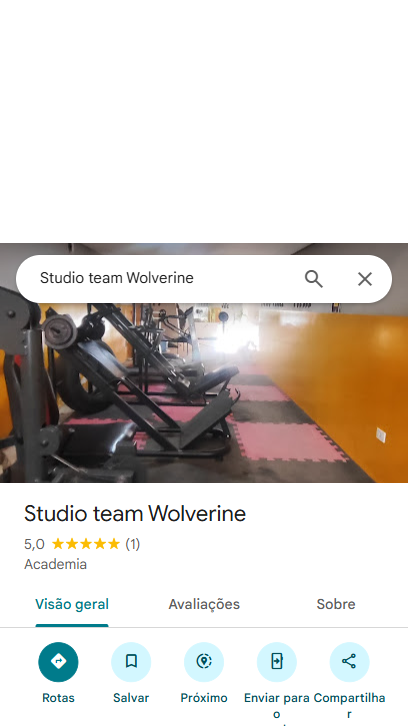 Studio team Wolverine
Studio team Wolverine
5,0 (1)
Academia
Visão geral Avaliações Sobre
Rotas Salvar Próximo Enviar para o Compartilhar